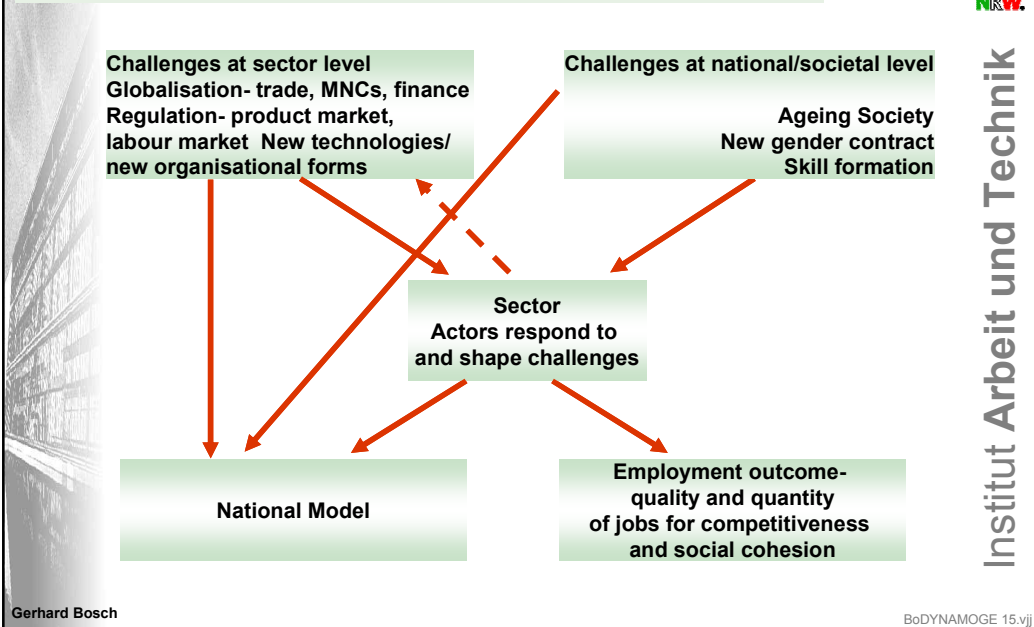 NRW.
Challenges at sector level
Globalisation- trade, MNCs, finance
Regulation- product market,
labour market New technologies/
new organisational forms
Challenges at national/societal level
Ageing Society
New gender contract
Skill formation
Sector
Actors respond to
and shape challenges
National Model
Employment outcome-
quality and quantity
of jobs for competitiveness
and social cohesion
Institut Arbeit und Technik
Gerhard Bosch
BoDYNAMOGE 15.vjj